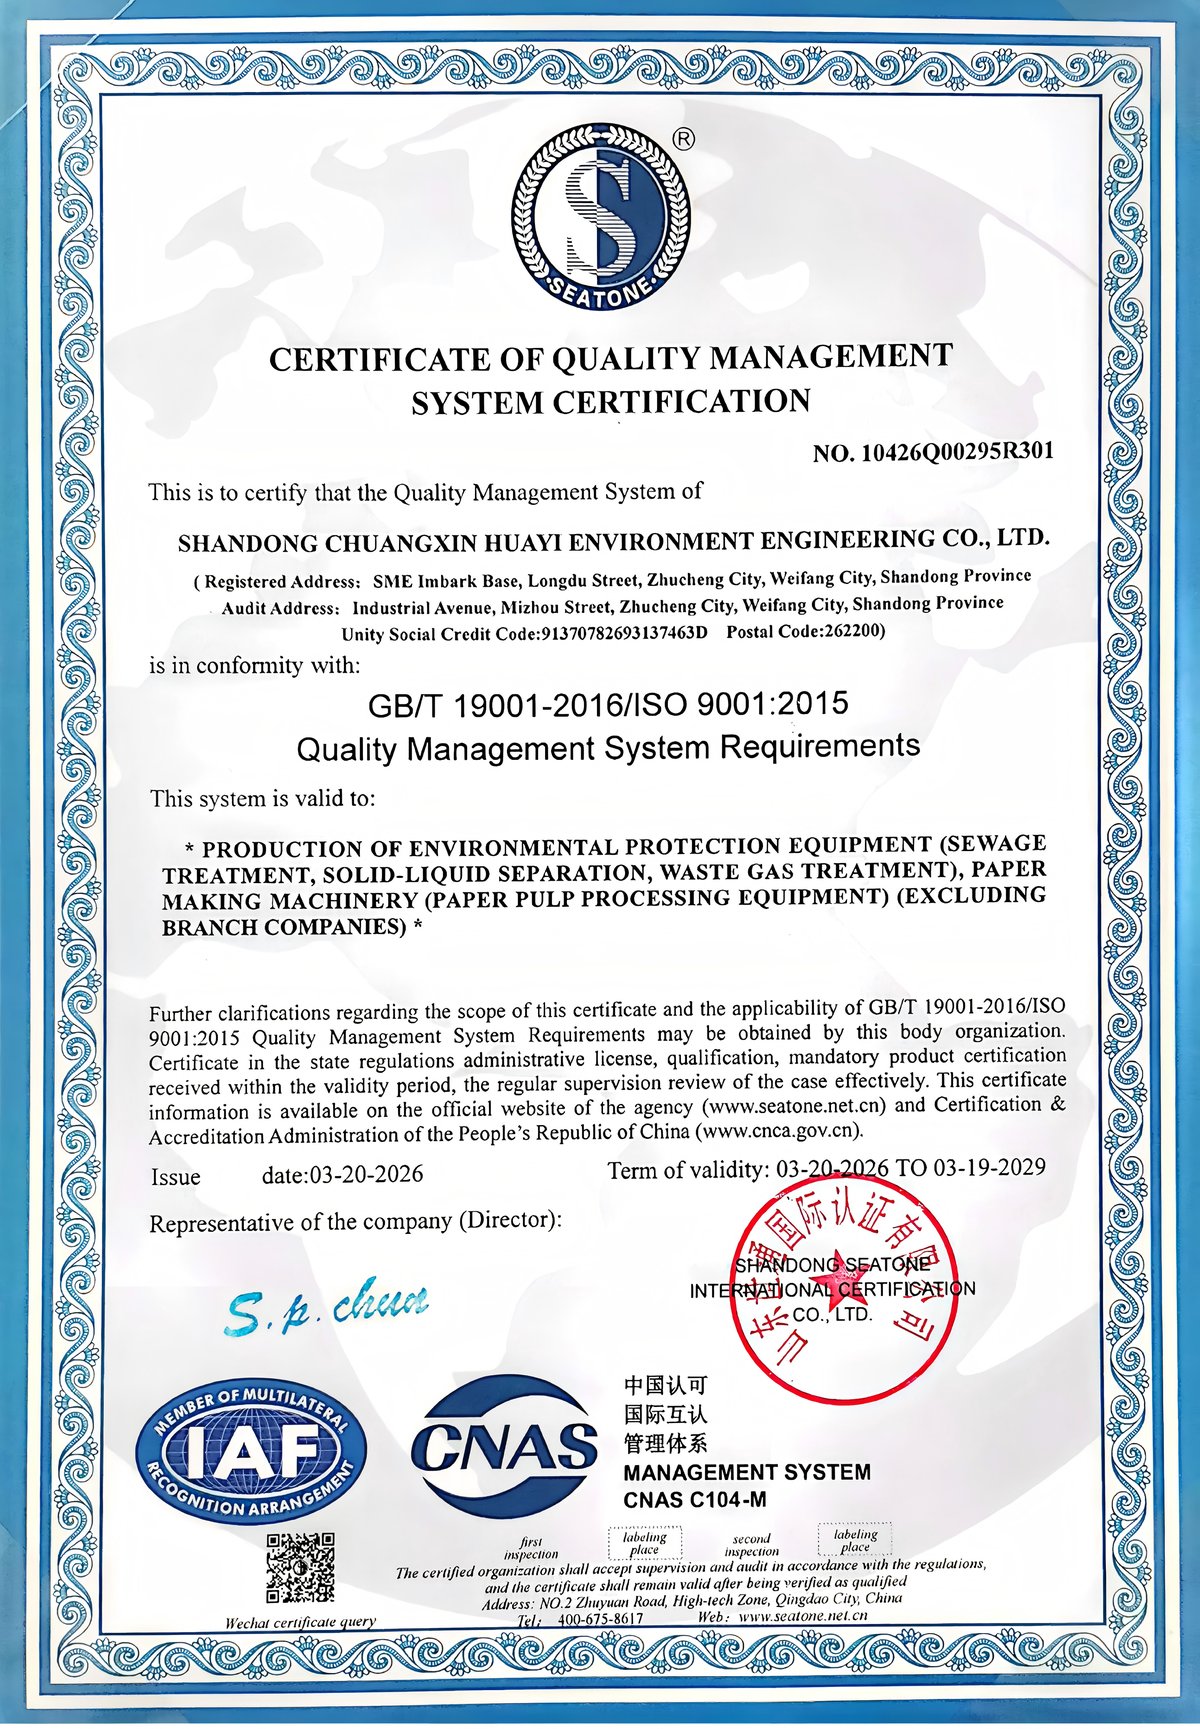 ®
S
SEATONE
CERTIFICATE OF QUALITY MANAGEMENT
SYSTEM CERTIFICATION
NO. 10426Q00295R301
This is to certify that the Quality Management System of
SHANDONG CHUANGXIN HUAYI ENVIRONMENT ENGINEERING CO., LTD.
( Registered Address: SME Imbark Base, Longdu Street, Zhucheng City, Weifang City, Shandong Province
Audit Address: Industrial Avenue, Mizhou Street, Zhucheng City, Weifang City, Shandong Province
Unity Social Credit Code:91370782693137463D Postal Code:262200)
is in conformity with:
GB/T 19001-2016/ISO 9001:2015
Quality Management System Requirements
This system is valid to:
* PRODUCTION OF ENVIRONMENTAL PROTECTION EQUIPMENT (SEWAGE
TREATMENT, SOLID-LIQUID SEPARATION, WASTE GAS TREATMENT), PAPER
MAKING MACHINERY (PAPER PULP PROCESSING EQUIPMENT) (EXCLUDING
BRANCH COMPANIES) *
Further clarifications regarding the scope of this certificate and the applicability of GB/T 19001-2016/ISO
9001:2015 Quality Management System Requirements may be obtained by this body organization.
Certificate in the state regulations administrative license, qualification, mandatory product certification
received within the validity period, the regular supervision review of the case effectively. This certificate
information is available on the official website of the agency (www.seatone.net.cn) and Certification &
Accreditation Administration of the People's Republic of China (www.cnca.gov.cn).
Issue date:03-20-2026
Term of validity: 03-20-2026 TO 03-19-2029
Representative of the company (Director):
山东世通国际认证有限公司
SHANDONG SEATONE
INTERNATIONAL CERTIFICATION
CO., LTD.
S. p. chun
MEMBER OF MULTILATERAL
IAF
RECOGNITION ARRANGEMENT
CNAS
中国认可
国际互认
管理体系
MANAGEMENT SYSTEM
CNAS C104-M
first
inspection
labeling
place
second
inspection
labeling
place
The certified organization shall accept supervision and audit in accordance with the regulations,
and the certificate shall remain valid after being verified as qualified
Address: NO.2 Zhuyuan Road, High-tech Zone, Qingdao City, China
Tel: 400-675-8617 Web: www.seatone.net.cn
Wechat certificate query